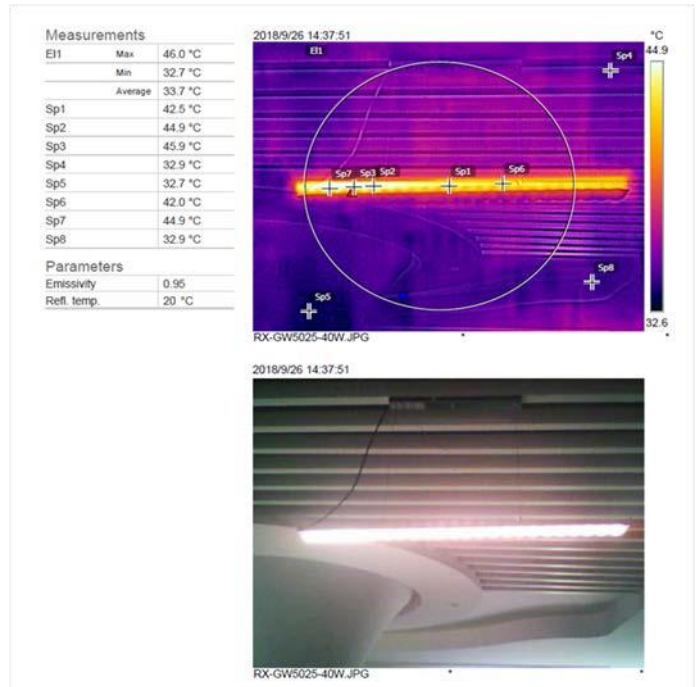 Measurements
El1 Max 46.0 °C
Min 32.7 °C
Average 33.7 °C
Sp1 42.5 °C
Sp2 44.9 °C
Sp3 45.9 °C
Sp4 32.9 °C
Sp5 32.7 °C
Sp6 42.0 °C
Sp7 44.9 °C
Sp8 32.9 °C
Parameters
Emissivity 0.95
Refl. temp. 20 °C
2018/9/26 14:37:51
°C
44.9
El1
Sp4
Sp7 Sp3 Sp2 Sp1 Sp6
Sp8
Sp5
32.6
RX-GW5025-40W.JPG
2018/9/26 14:37:51
RX-GW5025-40W.JPG